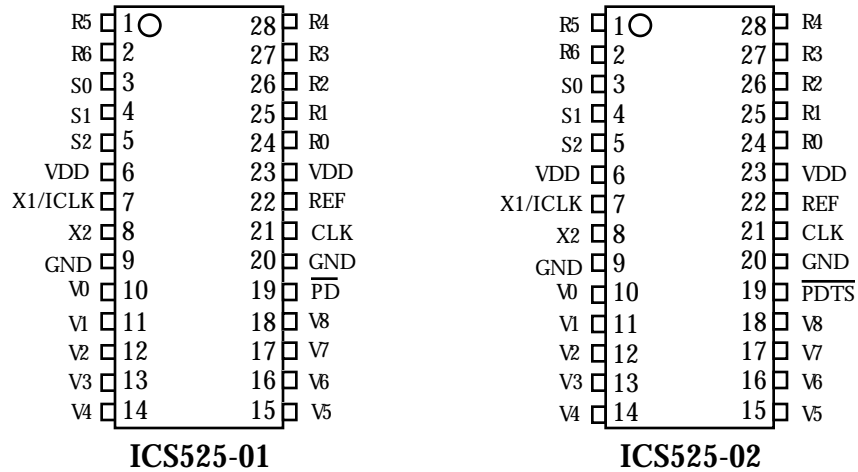 R5 1 28 R4
R6 2 27 R3
S0 3 26 R2
S1 4 25 R1
S2 5 24 R0
VDD 6 23 VDD
X1/ICLK 7 22 REF
X2 8 21 CLK
GND 9 20 GND
V0 10 19 PD
V1 11 18 V8
V2 12 17 V7
V3 13 16 V6
V4 14 15 V5
ICS525-01
R5 1 28 R4
R6 2 27 R3
S0 3 26 R2
S1 4 25 R1
S2 5 24 R0
VDD 6 23 VDD
X1/ICLK 7 22 REF
X2 8 21 CLK
GND 9 20 GND
V0 10 19 PDTS
V1 11 18 V8
V2 12 17 V7
V3 13 16 V6
V4 14 15 V5
ICS525-02